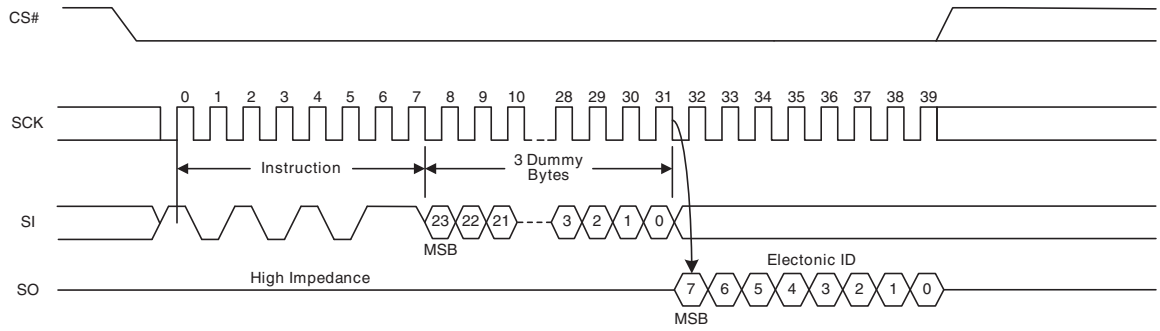 CS#
0 1 2 3 4 5 6 7 8 9 10 28 29 30 31 32 33 34 35 36 37 38 39
SCK
Instruction
3 Dummy
Bytes
SI
23 22 21 3 2 1 0
MSB
High Impedance
Electonic ID
SO
7 6 5 4 3 2 1 0
MSB